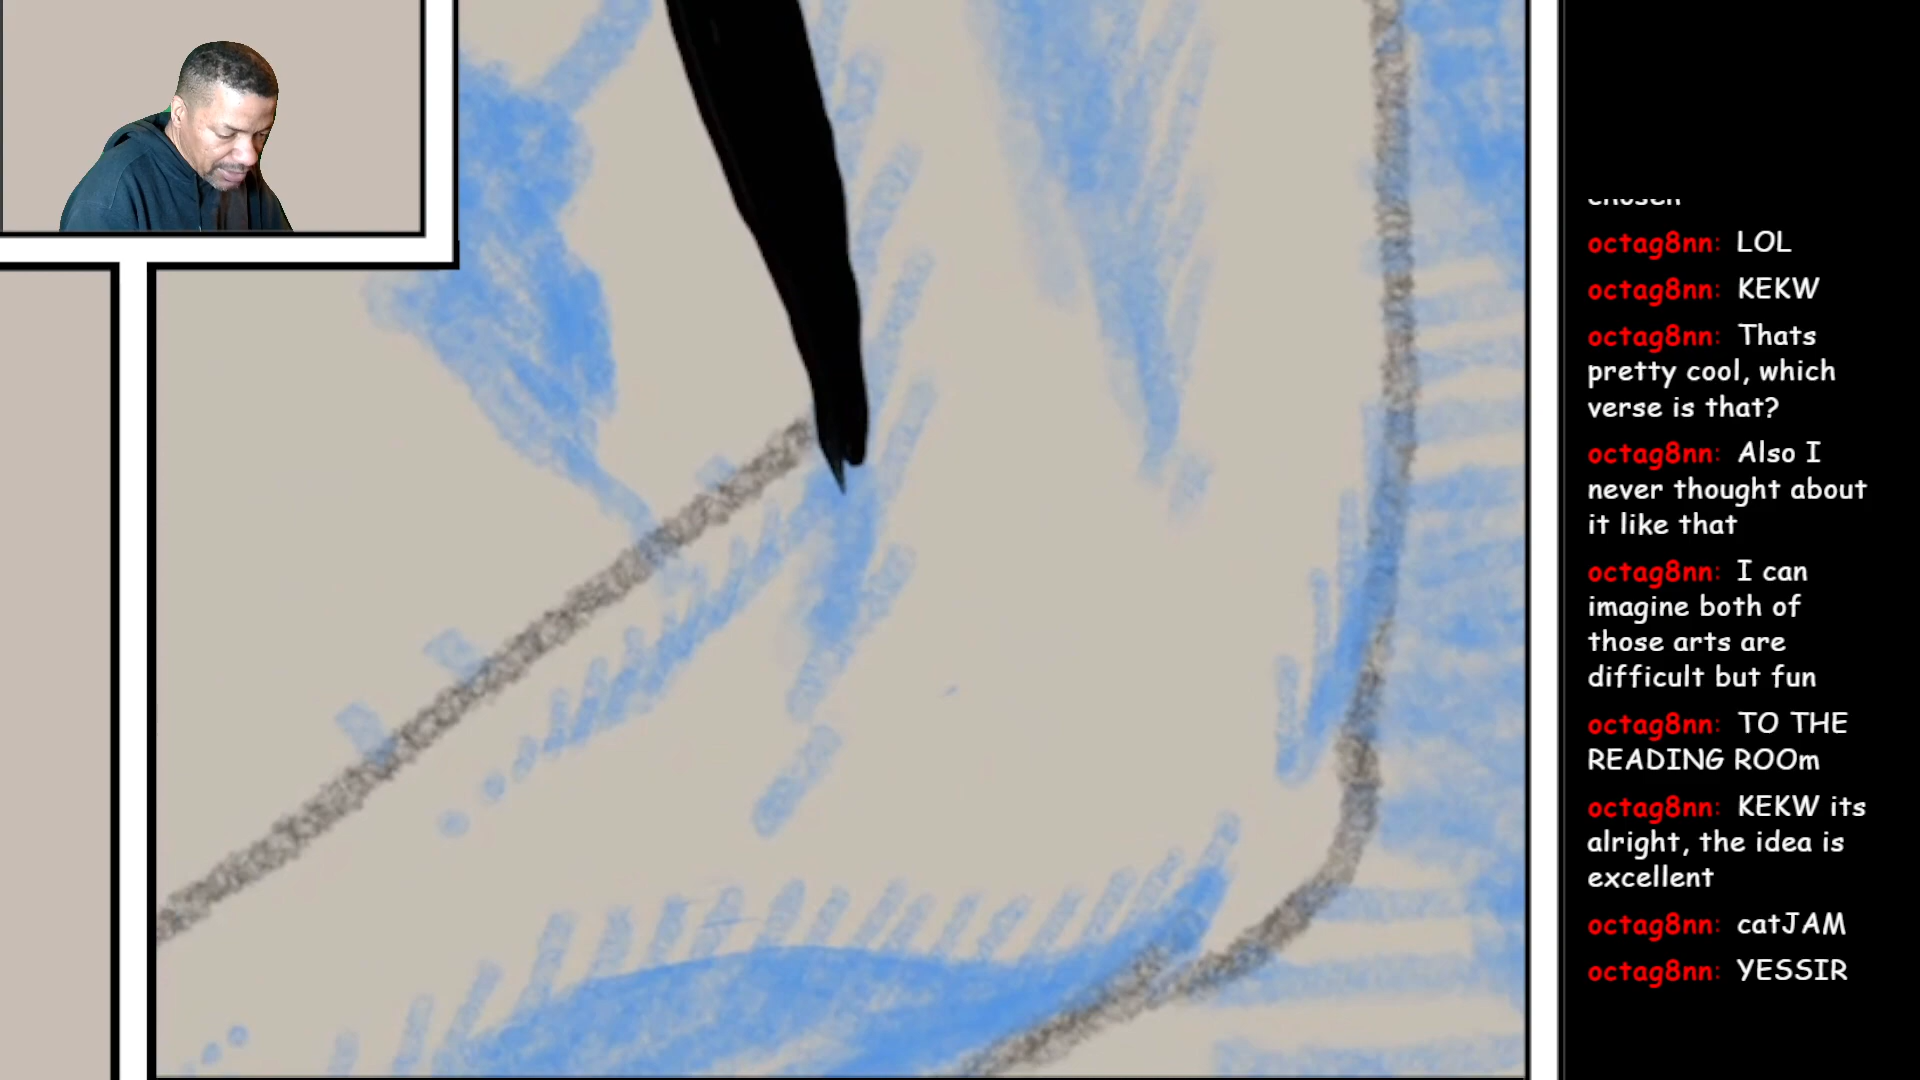 chosen
octag8nn: LOL
octag8nn: KEKW
octag8nn: Thats
pretty cool, which
verse is that?
octag8nn: Also I
never thought about
it like that
octag8nn: I can
imagine both of
those arts are
difficult but fun
octag8nn: TO THE
READING ROOm
octag8nn: KEKW its
alright, the idea is
excellent
octag8nn: catJAM
octag8nn: YESSIR